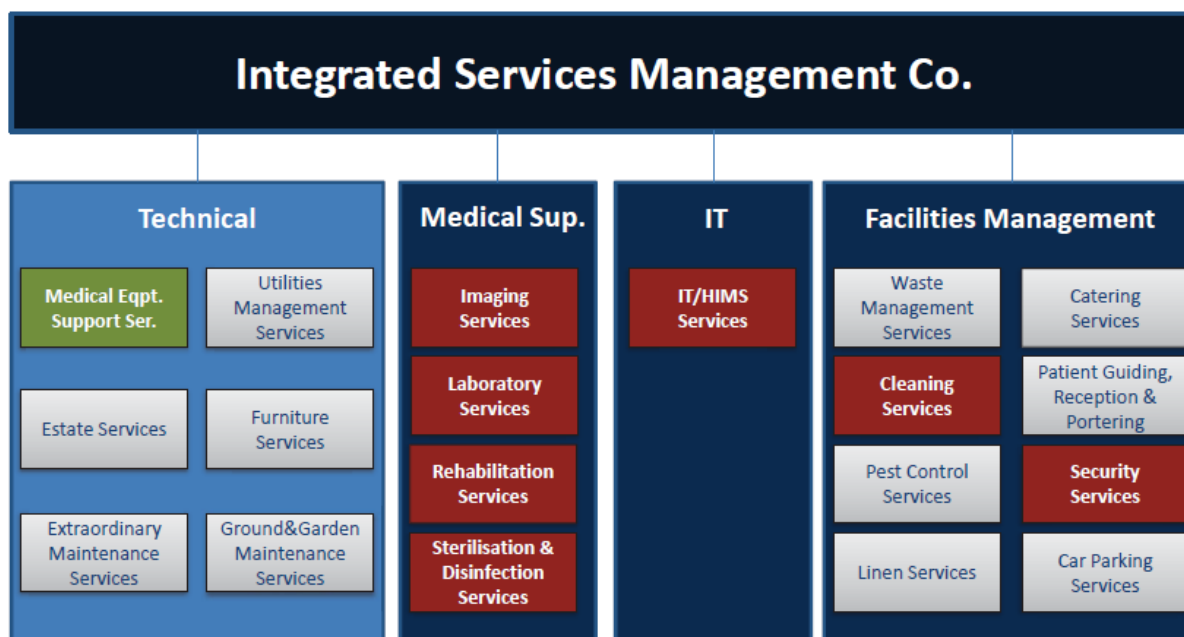 Integrated Services Management Co.
Technical
Medical Eqpt.
Support Ser.
Utilities
Management
Services
Estate Services
Furniture
Services
Extraordinary
Maintenance
Services
Ground&Garden
Maintenance
Services
Medical Sup.
Imaging
Services
Laboratory
Services
Rehabilitation
Services
Sterilisation &
Disinfection
Services
IT
IT/HIMS
Services
Facilities Management
Waste
Management
Services
Catering
Services
Cleaning
Services
Patient Guiding,
Reception &
Portering
Pest Control
Services
Security
Services
Linen Services
Car Parking
Services